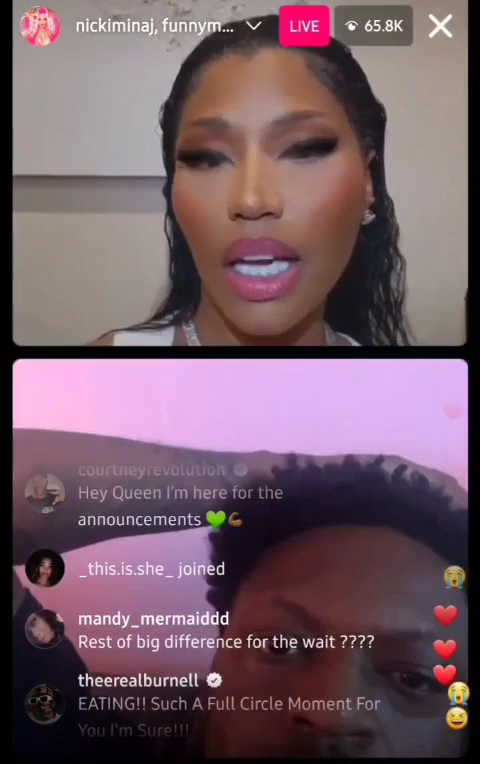 nickiminaj, funnym...
LIVE
65.8K
courtneyrevolution
Hey Queen I'm here for the
announcements 💚💪🏾
_this.is.she_ joined
mandy_mermaiddd
Rest of big difference for the wait ????
theerealburnell
EATING!! Such A Full Circle Moment For
You I'm Sure!!!